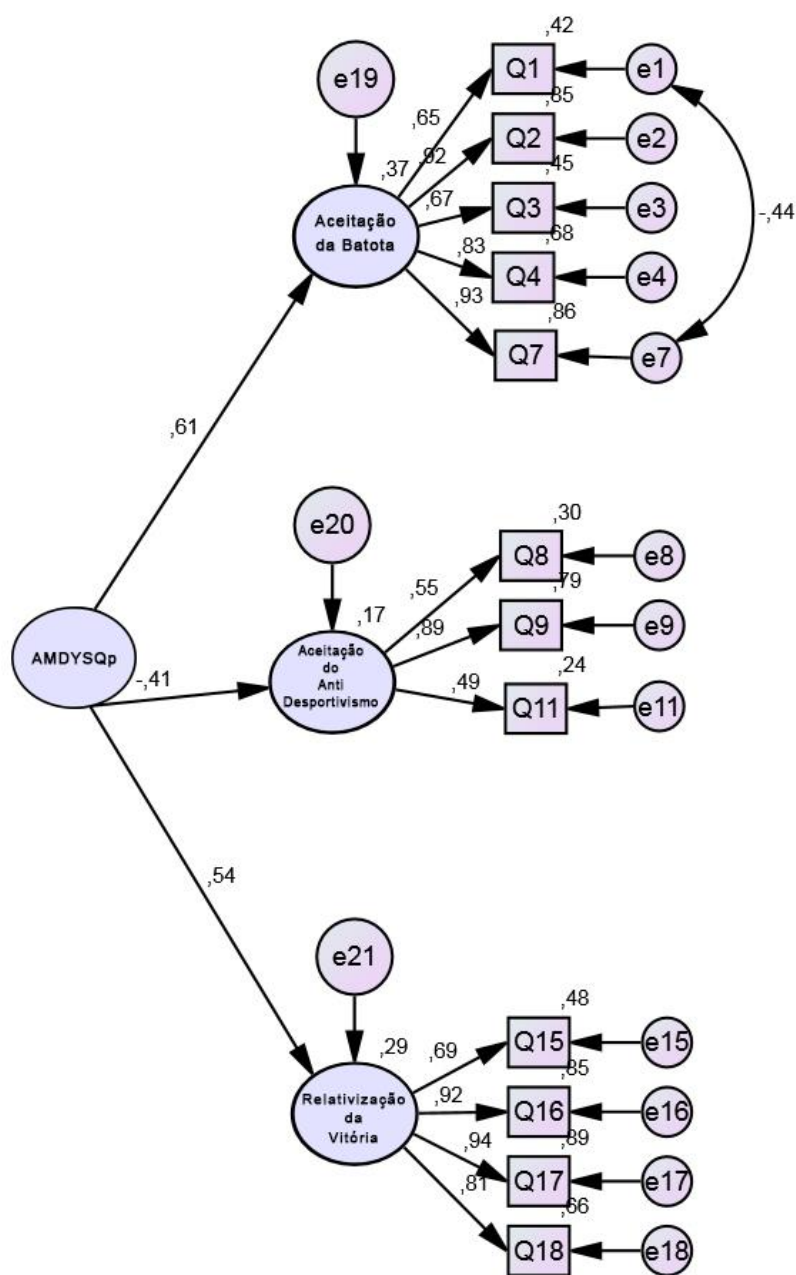 ,42
e19
Q1
e1
,65
,85
,37
,92
Q2
e2
,45
,67
Q3
e3
-,44
Aceitação
da Batota
,68
,83
Q4
e4
,93
,86
Q7
e7
,61
e20
,30
Q8
e8
,55
,79
,17
,89
Q9
e9
AMDYSQp
-,41
Aceitação
do
Anti
Desportivismo
,49
,24
Q11
e11
,54
e21
,48
,29
,69
Q15
e15
,85
Relativização
da
Vitória
,92
Q16
e16
,89
,94
Q17
e17
,81
,66
Q18
e18